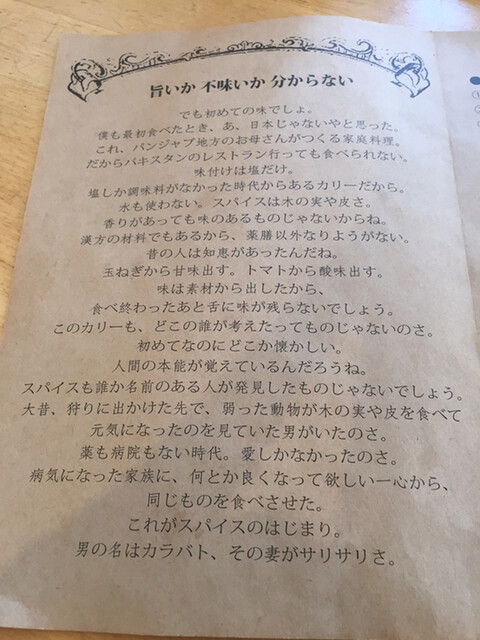 旨いか 不味いか 分からない
でも初めての味でしょ。
僕も最初食べたとき、あ、日本じゃないやと思った。
これ、パンジャブ地方のお母さんがつくる家庭料理。
だからパキスタンのレストラン行っても食べられない。
味付けは塩だけ。
塩しか調味料がなかった時代からあるカリーだから。
水も使わない。スパイスは木の実や皮さ。
香りがあっても味のあるものじゃないからね。
漢方の材料でもあるから、薬膳以外なりようがない。
昔の人は知恵があったんだね。
玉ねぎから甘味出す。トマトから酸味出す。
味は素材から出したから、
食べ終わったあと舌に味が残らないでしょう。
このカリーも、どこの誰が考えたってものじゃないのさ。
初めてなのにどこか懐かしい。
人間の本能が覚えているんだろうね。
スパイスも誰か名前のある人が発見したものじゃないでしょう。
大昔、狩りに出かけた先で、弱った動物が木の実や皮を食べて
元気になったのを見ていた男がいたのさ。
薬も病院もない時代。愛しかなかったのさ。
病気になった家族に、何とか良くなって欲しい一心から、
同じものを食べさせた。
これがスパイスのはじまり。
男の名はカラバト、その妻がサリサリさ。